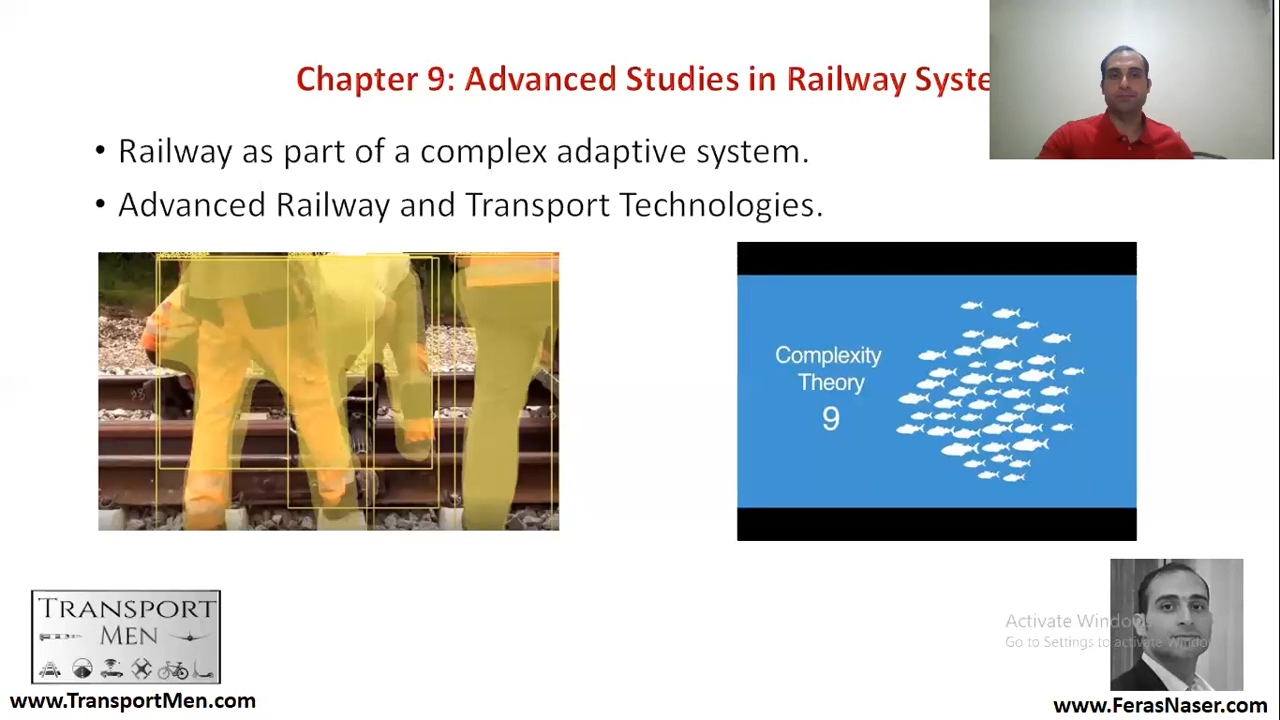 Chapter 9: Advanced Studies in Railway Syste
• Railway as part of a complex adaptive system.
• Advanced Railway and Transport Technologies.
Complexity
Theory
9
TRANSPORT
MEN
Activate Windows
Go to Settings to activate Windo
www.TransportMen.com
www.FerasNaser.com